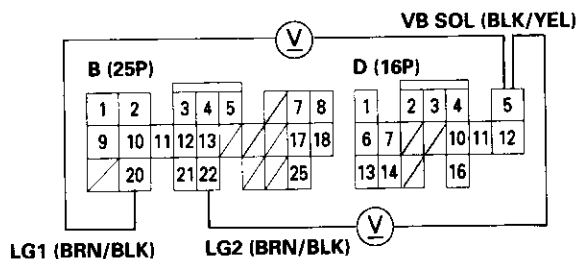 VB SOL (BLK/YEL)
V
B (25P)
D (16P)
1 2 3 4 5 7 8
1 2 3 4 5
9 10 11 12 13 17 18
6 7 10 11 12
20 21 22 25
13 14 16
LG1 (BRN/BLK)
LG2 (BRN/BLK)
V